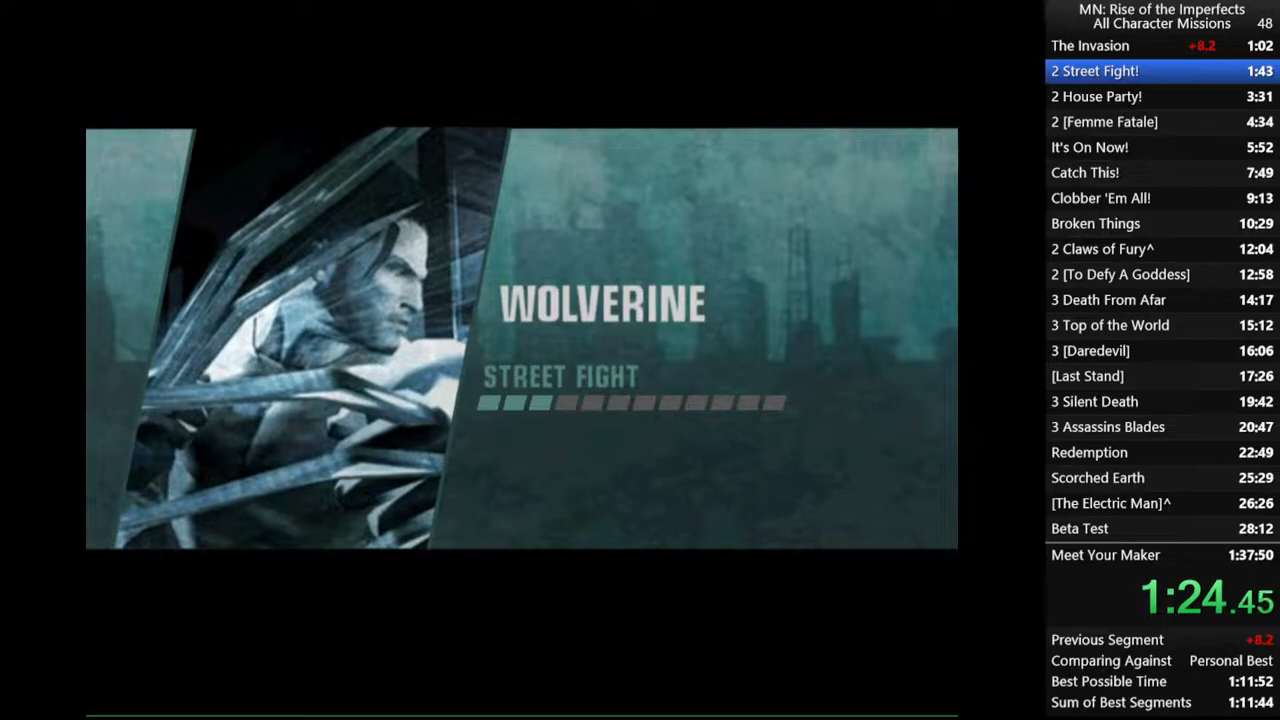 WOLVERINE
STREET FIGHT
MN: Rise of the Imperfects
All Character Missions 48
The Invasion +8.2 1:02
2 Street Fight! 1:43
2 House Party! 3:31
2 [Femme Fatale] 4:34
It's On Now! 5:52
Catch This! 7:49
Clobber 'Em All! 9:13
Broken Things 10:29
2 Claws of Fury^ 12:04
2 [To Defy A Goddess] 12:58
3 Death From Afar 14:17
3 Top of the World 15:12
3 [Daredevil] 16:06
[Last Stand] 17:26
3 Silent Death 19:42
3 Assassins Blades 20:47
Redemption 22:49
Scorched Earth 25:29
[The Electric Man]^ 26:26
Beta Test 28:12
Meet Your Maker 1:37:50
1:24.45
Previous Segment +8.2
Comparing Against Personal Best
Best Possible Time 1:11:52
Sum of Best Segments 1:11:44